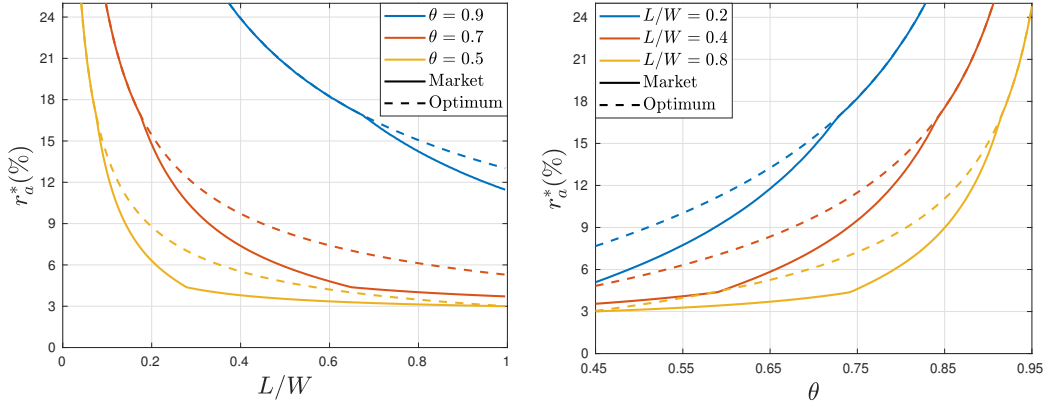 24
21
18
15
12
9
6
3
0
0
0.2
0.4
0.6
0.8
1
r*a(%)
L/W
θ = 0.9
θ = 0.7
θ = 0.5
Market
Optimum
24
21
18
15
12
9
6
3
0
0.45
0.55
0.65
0.75
0.85
0.95
r*a(%)
θ
L/W = 0.2
L/W = 0.4
L/W = 0.8
Market
Optimum